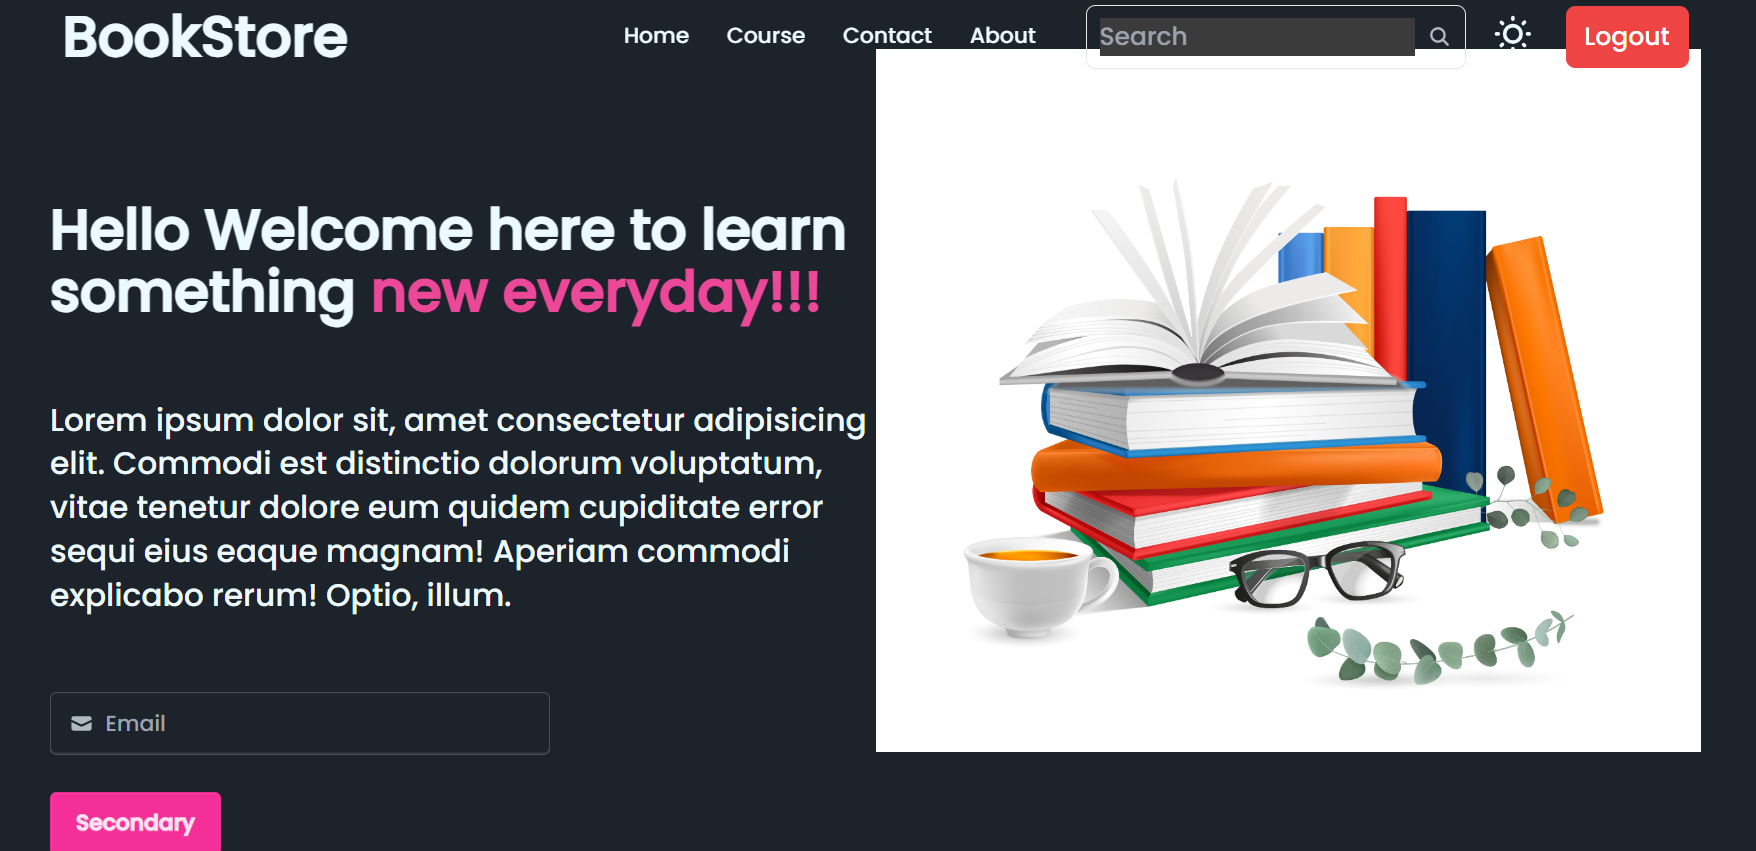 BookStore
Home Course Contact About
Search
Logout
Hello Welcome here to learn
something new everyday!!!
Lorem ipsum dolor sit, amet consectetur adipisicing
elit. Commodi est distinctio dolorum voluptatum,
vitae tenetur dolore eum quidem cupiditate error
sequi eius eaque magnam! Aperiam commodi
explicabo rerum! Optio, illum.
Email
Secondary